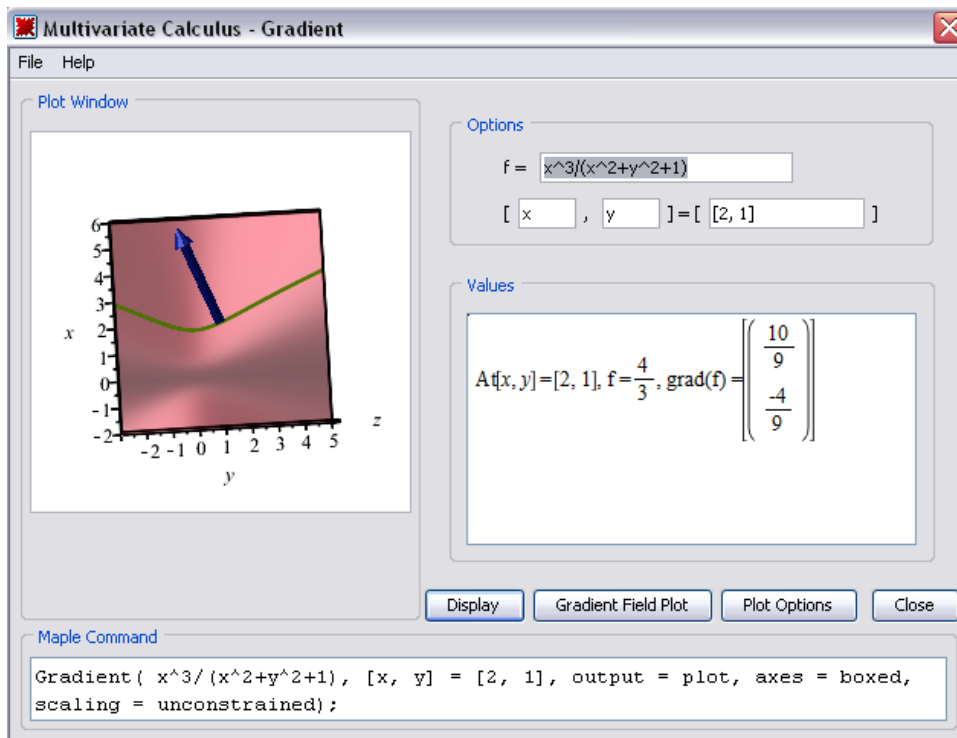 Multivariate Calculus - Gradient
File Help
Plot Window
6
5
4
3
x
2
1
0
-1
-2
-2 -1 0 1 2 3 4 5
z
y
Options
f = x^3/(x^2+y^2+1)
[ x , y ] = [ [2, 1] ]
Values
At[x, y] = [2, 1], f = 4/3, grad(f) = [(10/9 -4/9)]
Display Gradient Field Plot Plot Options Close
Maple Command
Gradient( x^3/(x^2+y^2+1), [x, y] = [2, 1], output = plot, axes = boxed,
scaling = unconstrained);